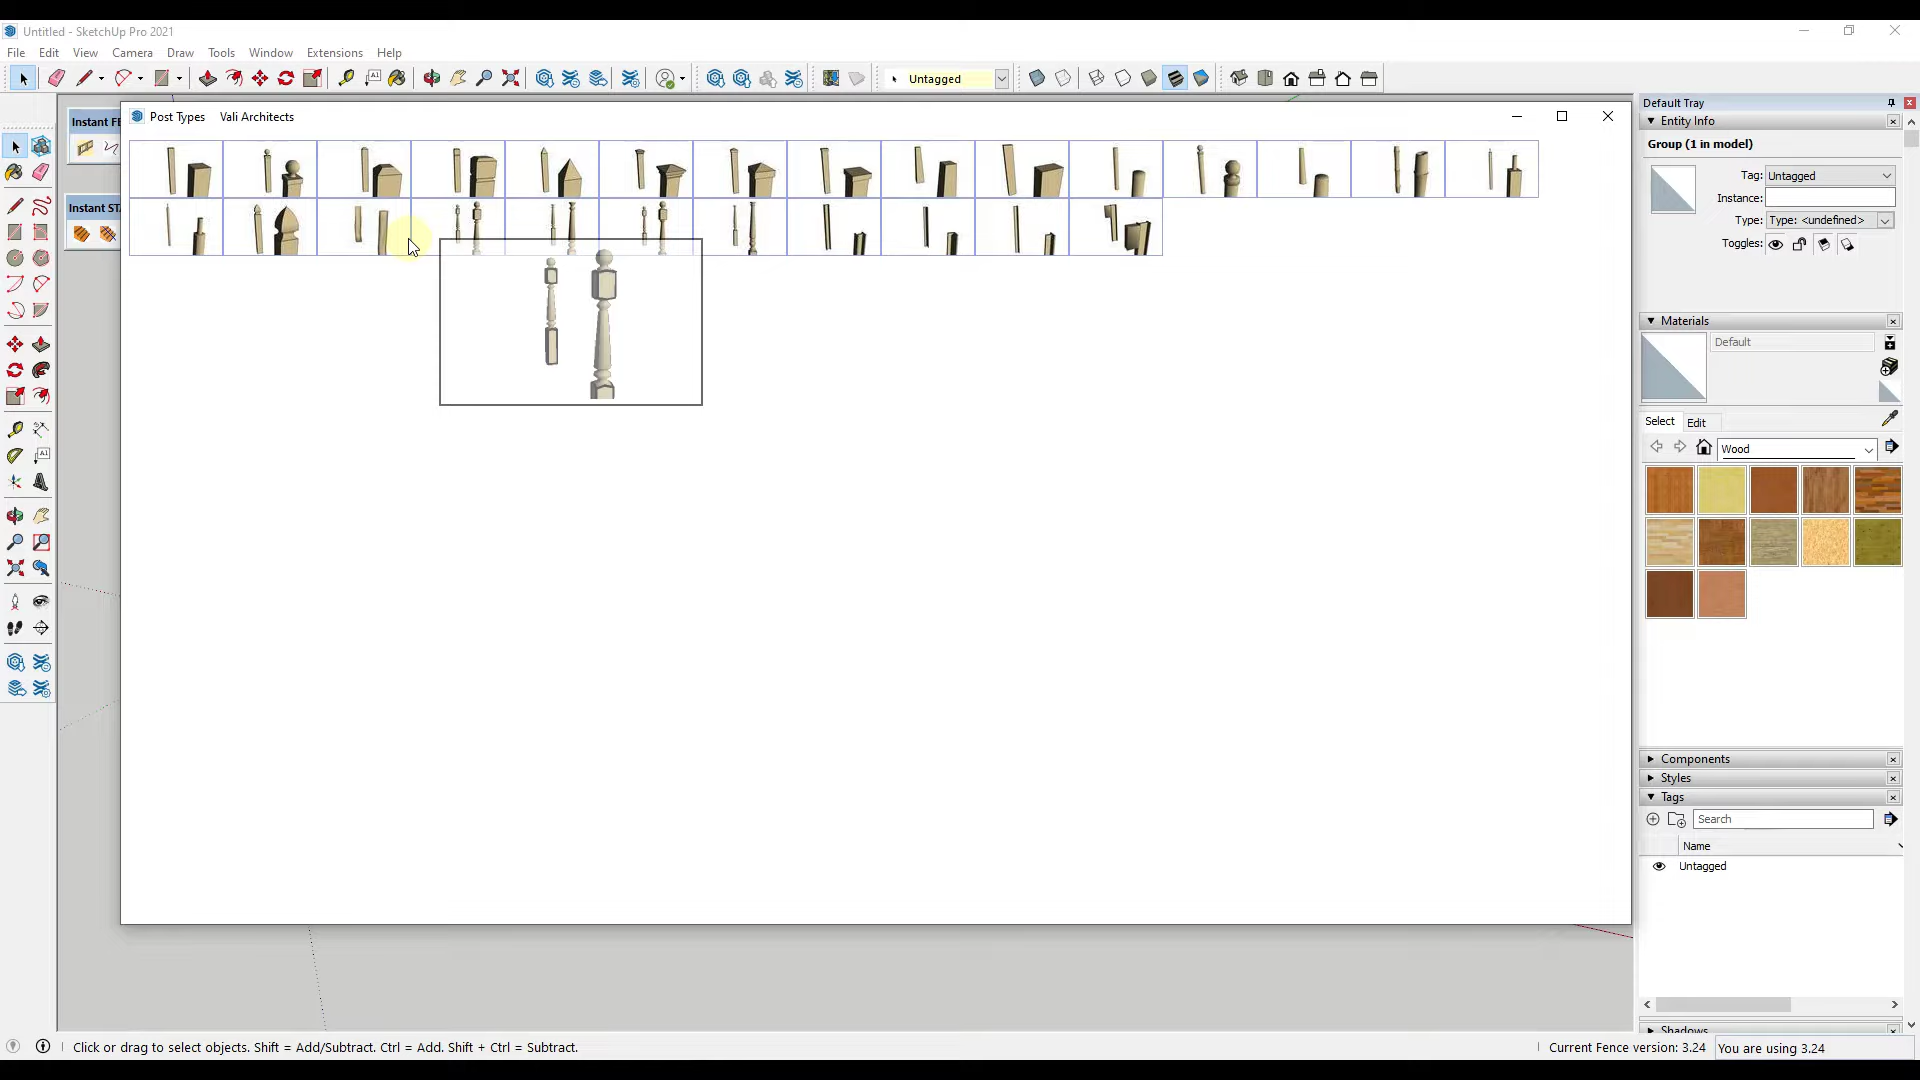 Untitled - SketchUp Pro 2021
File Edit View Camera Draw Tools Window Extensions Help
Untagged
Default Tray
Post Types Vali Architects
Entity Info
Instant FE
Group (1 in model)
Tag: Untagged
Instance:
Instant STA
Type: Type: <undefined>
Toggles:
Materials
Default
Select Edit
Wood
Components
Styles
Tags
Search
Name
Untagged
Shadows
Click or drag to select objects. Shift = Add/Subtract. Ctrl = Add. Shift + Ctrl = Subtract.
Current Fence version: 3.24 You are using 3.24